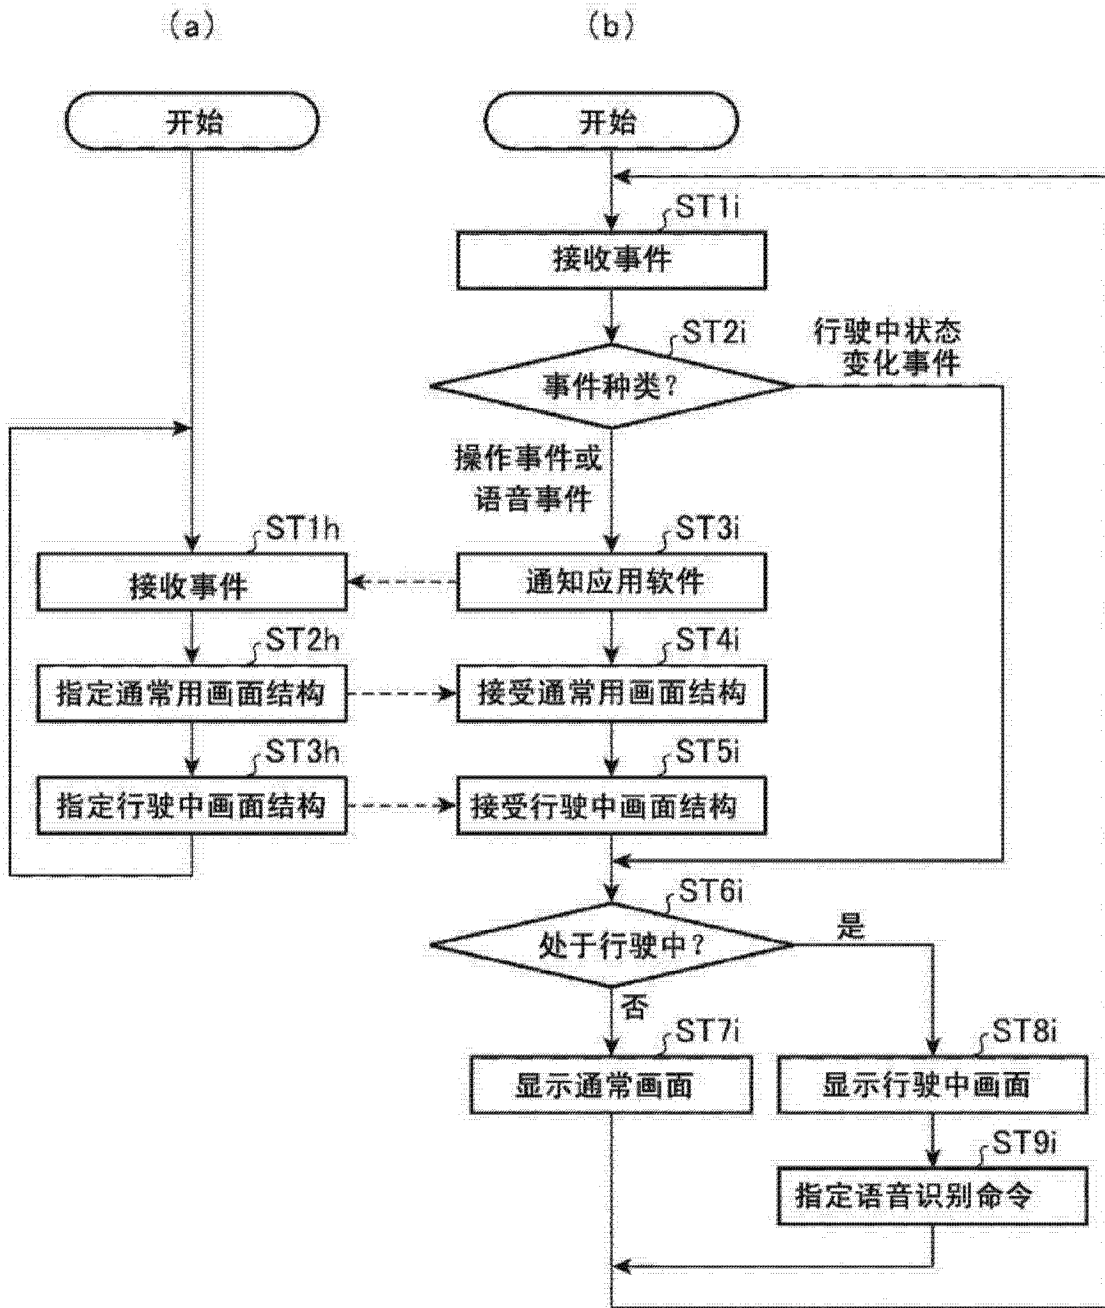 (a)
(b)
开始
开始
ST1i
接收事件
ST2i
事件种类?
行驶中状态
变化事件
操作事件或
语音事件
ST1h
接收事件
ST3i
通知应用软件
ST2h
指定通常用画面结构
ST4i
接受通常用画面结构
ST3h
指定行驶中画面结构
ST5i
接受行驶中画面结构
ST6i
处于行驶中?
是
否
ST7i
显示通常画面
ST8i
显示行驶中画面
ST9i
指定语音识别命令